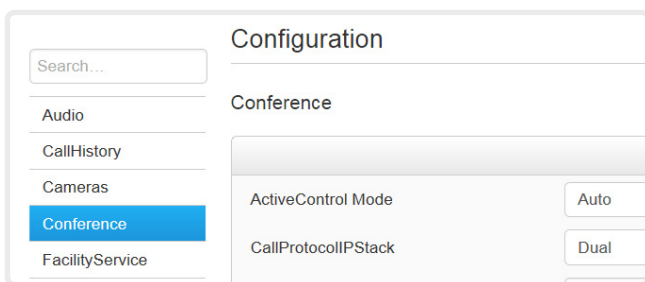 Configuration
Search...
Audio
CallHistory
Cameras
Conference
FacilityService
Conference
ActiveControl Mode
Auto
CallProtocolIPStack
Dual